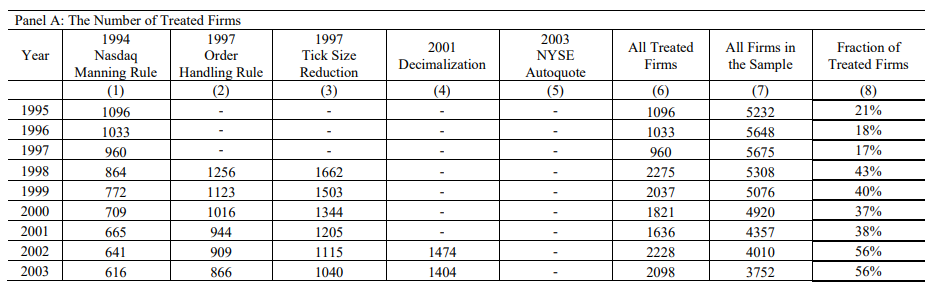 Panel A: The Number of Treated Firms
Year | 1994 Nasdaq Manning Rule | 1997 Order Handling Rule | 1997 Tick Size Reduction | 2001 Decimalization | 2003 NYSE Autoquote | All Treated Firms | All Firms in the Sample | Fraction of Treated Firms
(1) (2) (3) (4) (5) (6) (7) (8)
1995 1096 - - - - 1096 5232 21%
1996 1033 - - - - 1033 5648 18%
1997 960 - - - - 960 5675 17%
1998 864 1256 1662 - - 2275 5308 43%
1999 772 1123 1503 - - 2037 5076 40%
2000 709 1016 1344 - - 1821 4920 37%
2001 665 944 1205 - - 1636 4357 38%
2002 641 909 1115 1474 - 2228 4010 56%
2003 616 866 1040 1404 - 2098 3752 56%